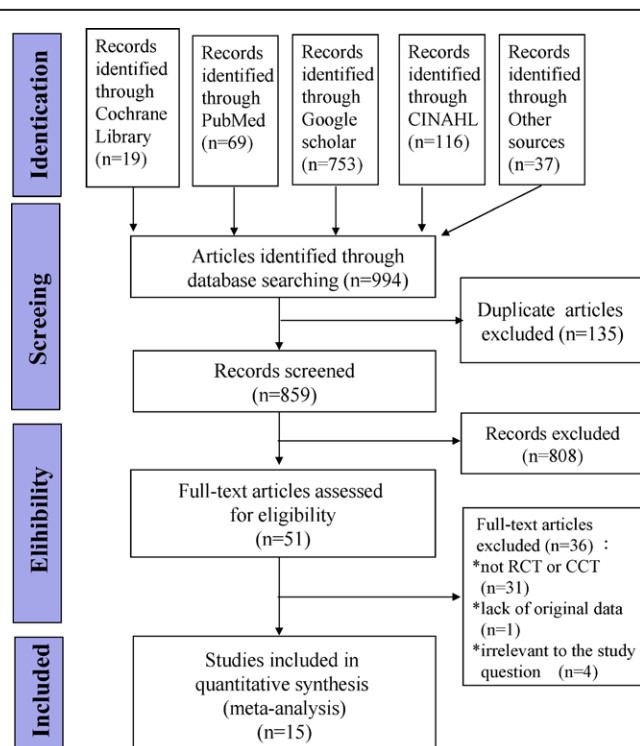 Identication
Records
identified
through
Cochrane
Library
(n=19)
Records
identified
through
PubMed
(n=69)
Records
identified
through
Google
scholar
(n=753)
Records
identified
through
CINAHL
(n=116)
Records
identified
through
Other
sources
(n=37)
Screeing
Articles identified through
database searching (n=994)
Duplicate articles
excluded (n=135)
Records screened
(n=859)
Records excluded
(n=808)
Elihibility
Full-text articles assessed
for eligibility
(n=51)
Full-text articles
excluded (n=36) :
*not RCT or CCT
(n=31)
*lack of original data
(n=1)
*irrelevant to the study
question (n=4)
Included
Studies included in
quantitative synthesis
(meta-analysis)
(n=15)